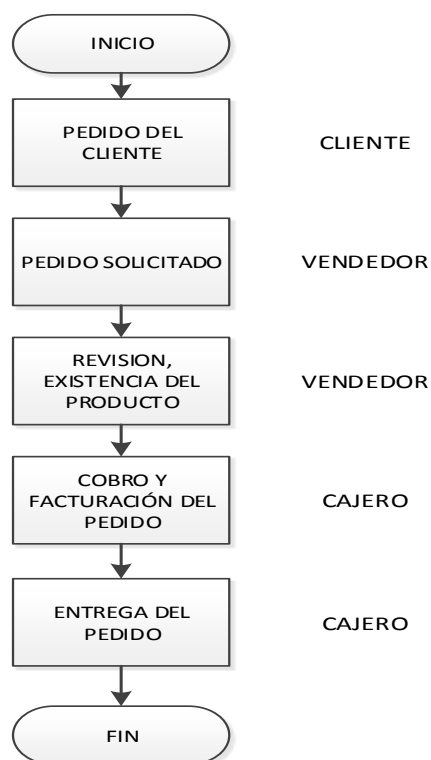 INICIO
PEDIDO DEL
CLIENTE
CLIENTE
PEDIDO SOLICITADO
VENDEDOR
REVISION,
EXISTENCIA DEL
PRODUCTO
VENDEDOR
COBRO Y
FACTURACIÓN DEL
PEDIDO
CAJERO
ENTREGA DEL
PEDIDO
CAJERO
FIN